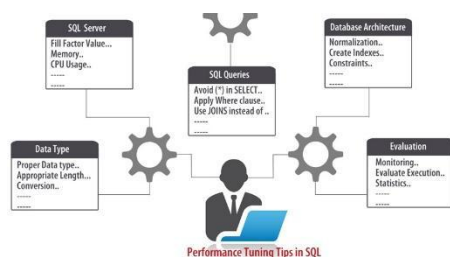 SQL Server
Fill Factor Value...
Memory..
CPU Usage..
-----
-----
SQL Queries
Avoid (*) in SELECT..
Apply Where clause..
Use JOINS instead of ..
-----
-----
Database Architecture
Normalization..
Create Indexes..
Constraints..
-----
-----
Data Type
Proper Data type..
Appropriate Length...
Conversion..
-----
-----
Evaluation
Monitoring..
Evaluate Execution..
Statistics..
-----
-----
Performance Tuning Tips in SQL